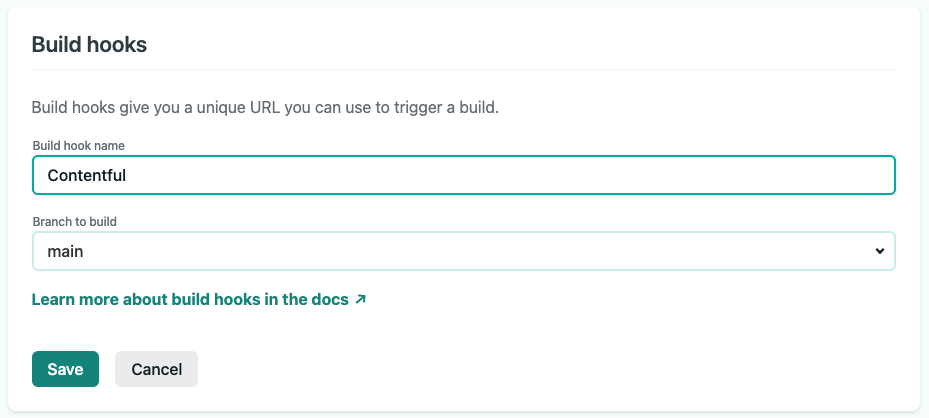 Build hooks
Build hooks give you a unique URL you can use to trigger a build.
Build hook name
Contentful
Branch to build
main
Learn more about build hooks in the docs ↗
Save
Cancel